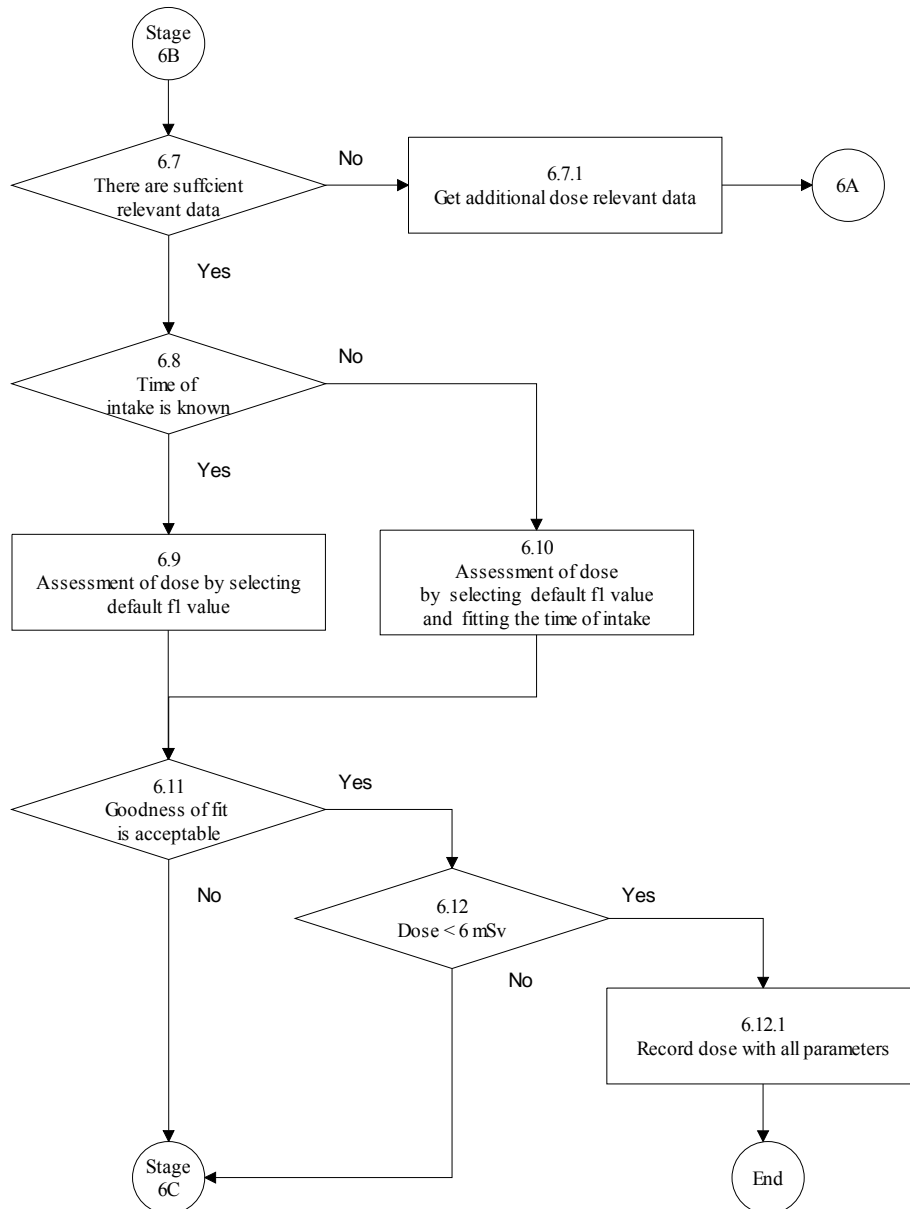 Stage
6B
6.7
There are suffcient
relevant data
No
6.7.1
Get additional dose relevant data
6A
Yes
6.8
Time of
intake is known
No
Yes
6.9
Assessment of dose by selecting
default f1 value
6.10
Assessment of dose
by selecting default f1 value
and fitting the time of intake
6.11
Goodness of fit
is acceptable
Yes
No
6.12
Dose < 6 mSv
Yes
No
6.12.1
Record dose with all parameters
Stage
6C
End